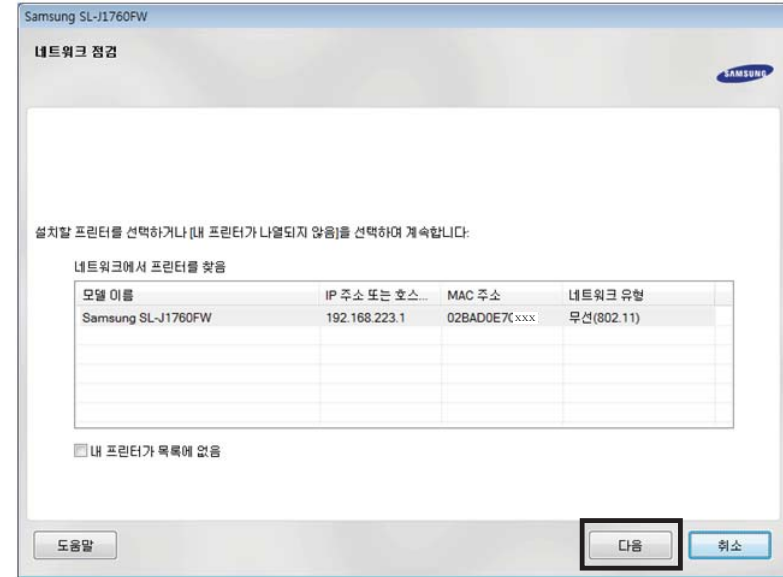 Samsung SL-J1760FW
네트워크 점검
SAMSUNG
설치할 프린터를 선택하거나 [내 프린터가 나열되지 않음]을 선택하여 계속합니다:
네트워크에서 프린터를 찾음
모델 이름 IP 주소 또는 호스... MAC 주소 네트워크 유형
Samsung SL-J1760FW 192.168.223.1 02BAD0E70xxx 무선(802.11)
내 프린터가 목록에 없음
도움말 다음 취소